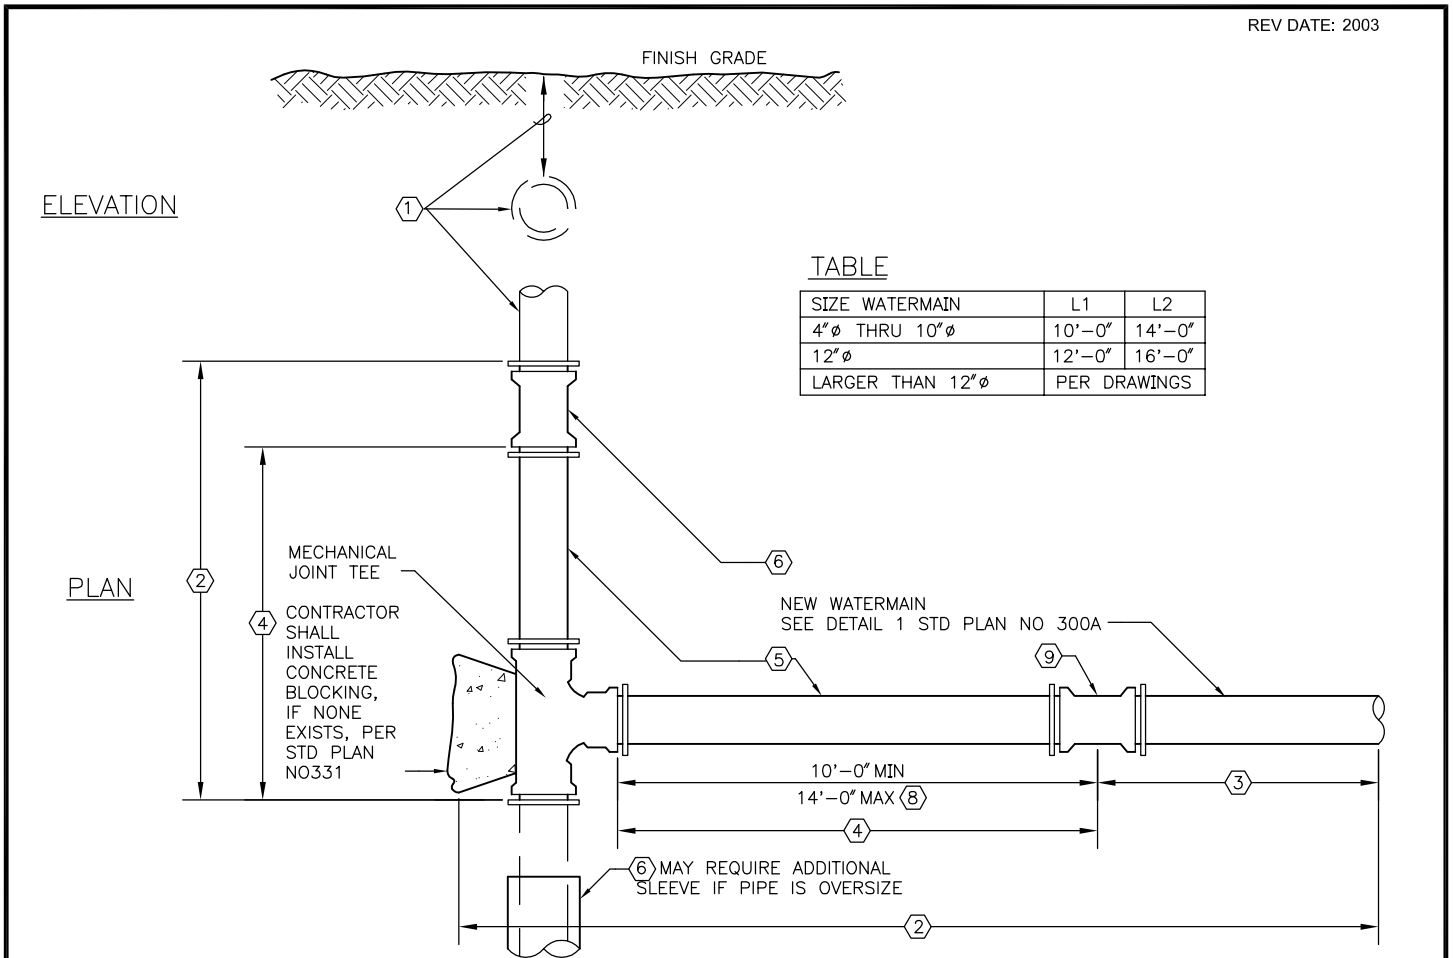 REV DATE: 2003
FINISH GRADE
ELEVATION
1
TABLE
SIZE WATERMAIN L1 L2
4"ø THRU 10"ø 10'-0" 14'-0"
12"ø 12'-0" 16'-0"
LARGER THAN 12"ø PER DRAWINGS
PLAN
2
MECHANICAL
JOINT TEE
6
4
CONTRACTOR
SHALL
INSTALL
CONCRETE
BLOCKING,
IF NONE
EXISTS, PER
STD PLAN
NO331
NEW WATERMAIN
SEE DETAIL 1 STD PLAN NO 300A
5
9
10'-0" MIN
14'-0" MAX 8
3
4
6 MAY REQUIRE ADDITIONAL
SLEEVE IF PIPE IS OVERSIZE
2